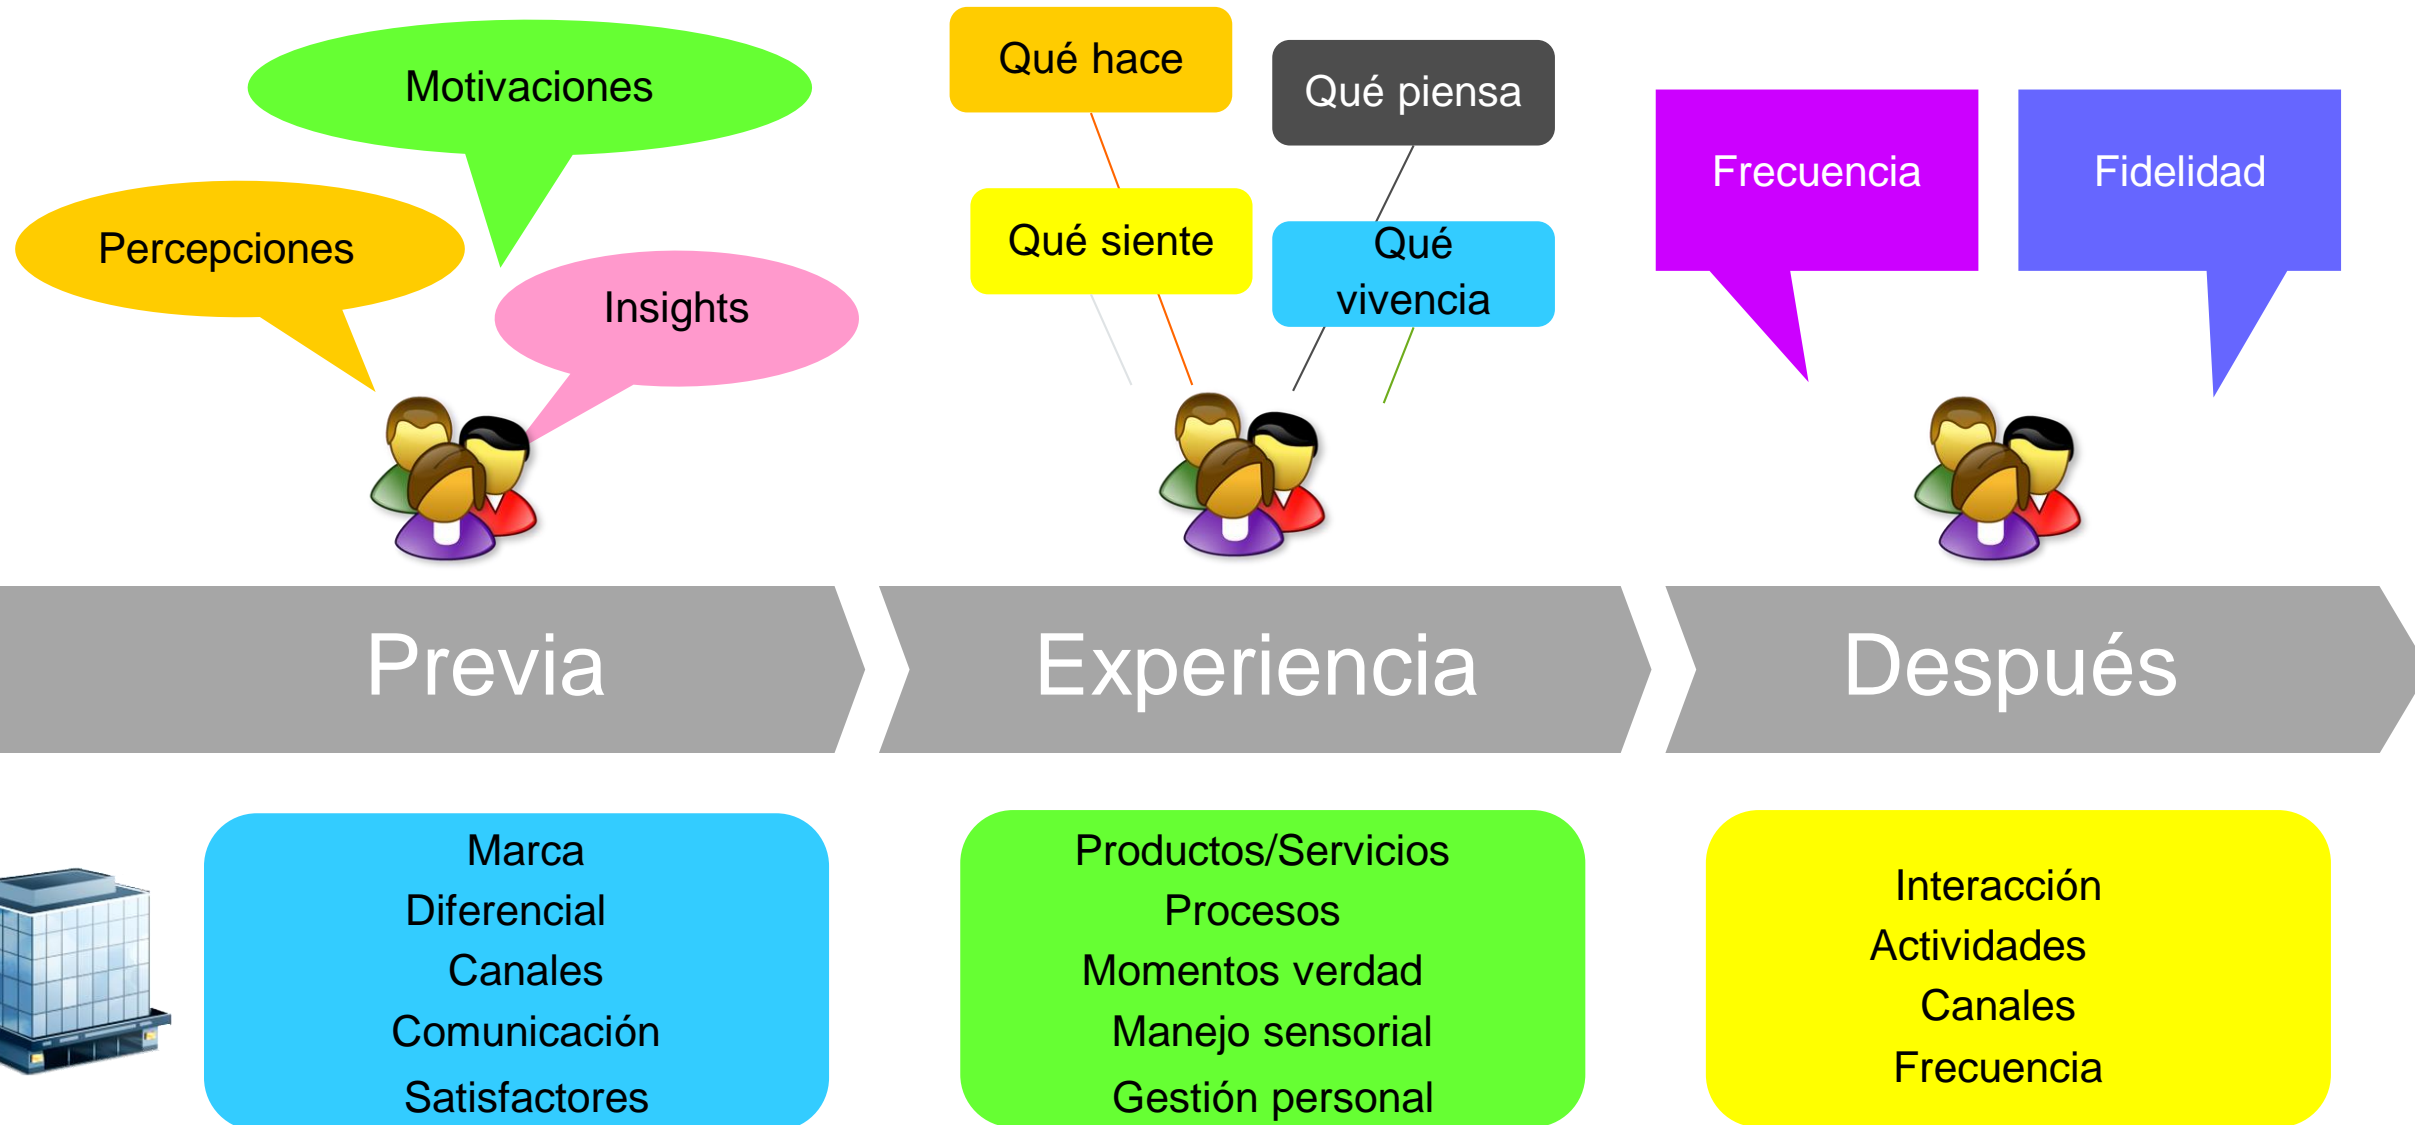 Motivaciones
Percepciones
Insights
Qué hace
Qué piensa
Qué siente
Qué
vivencia
Frecuencia
Fidelidad
Previa
Experiencia
Después
Marca
Diferencial
Canales
Comunicación
Satisfactores
Productos/Servicios
Procesos
Momentos verdad
Manejo sensorial
Gestión personal
Interacción
Actividades
Canales
Frecuencia